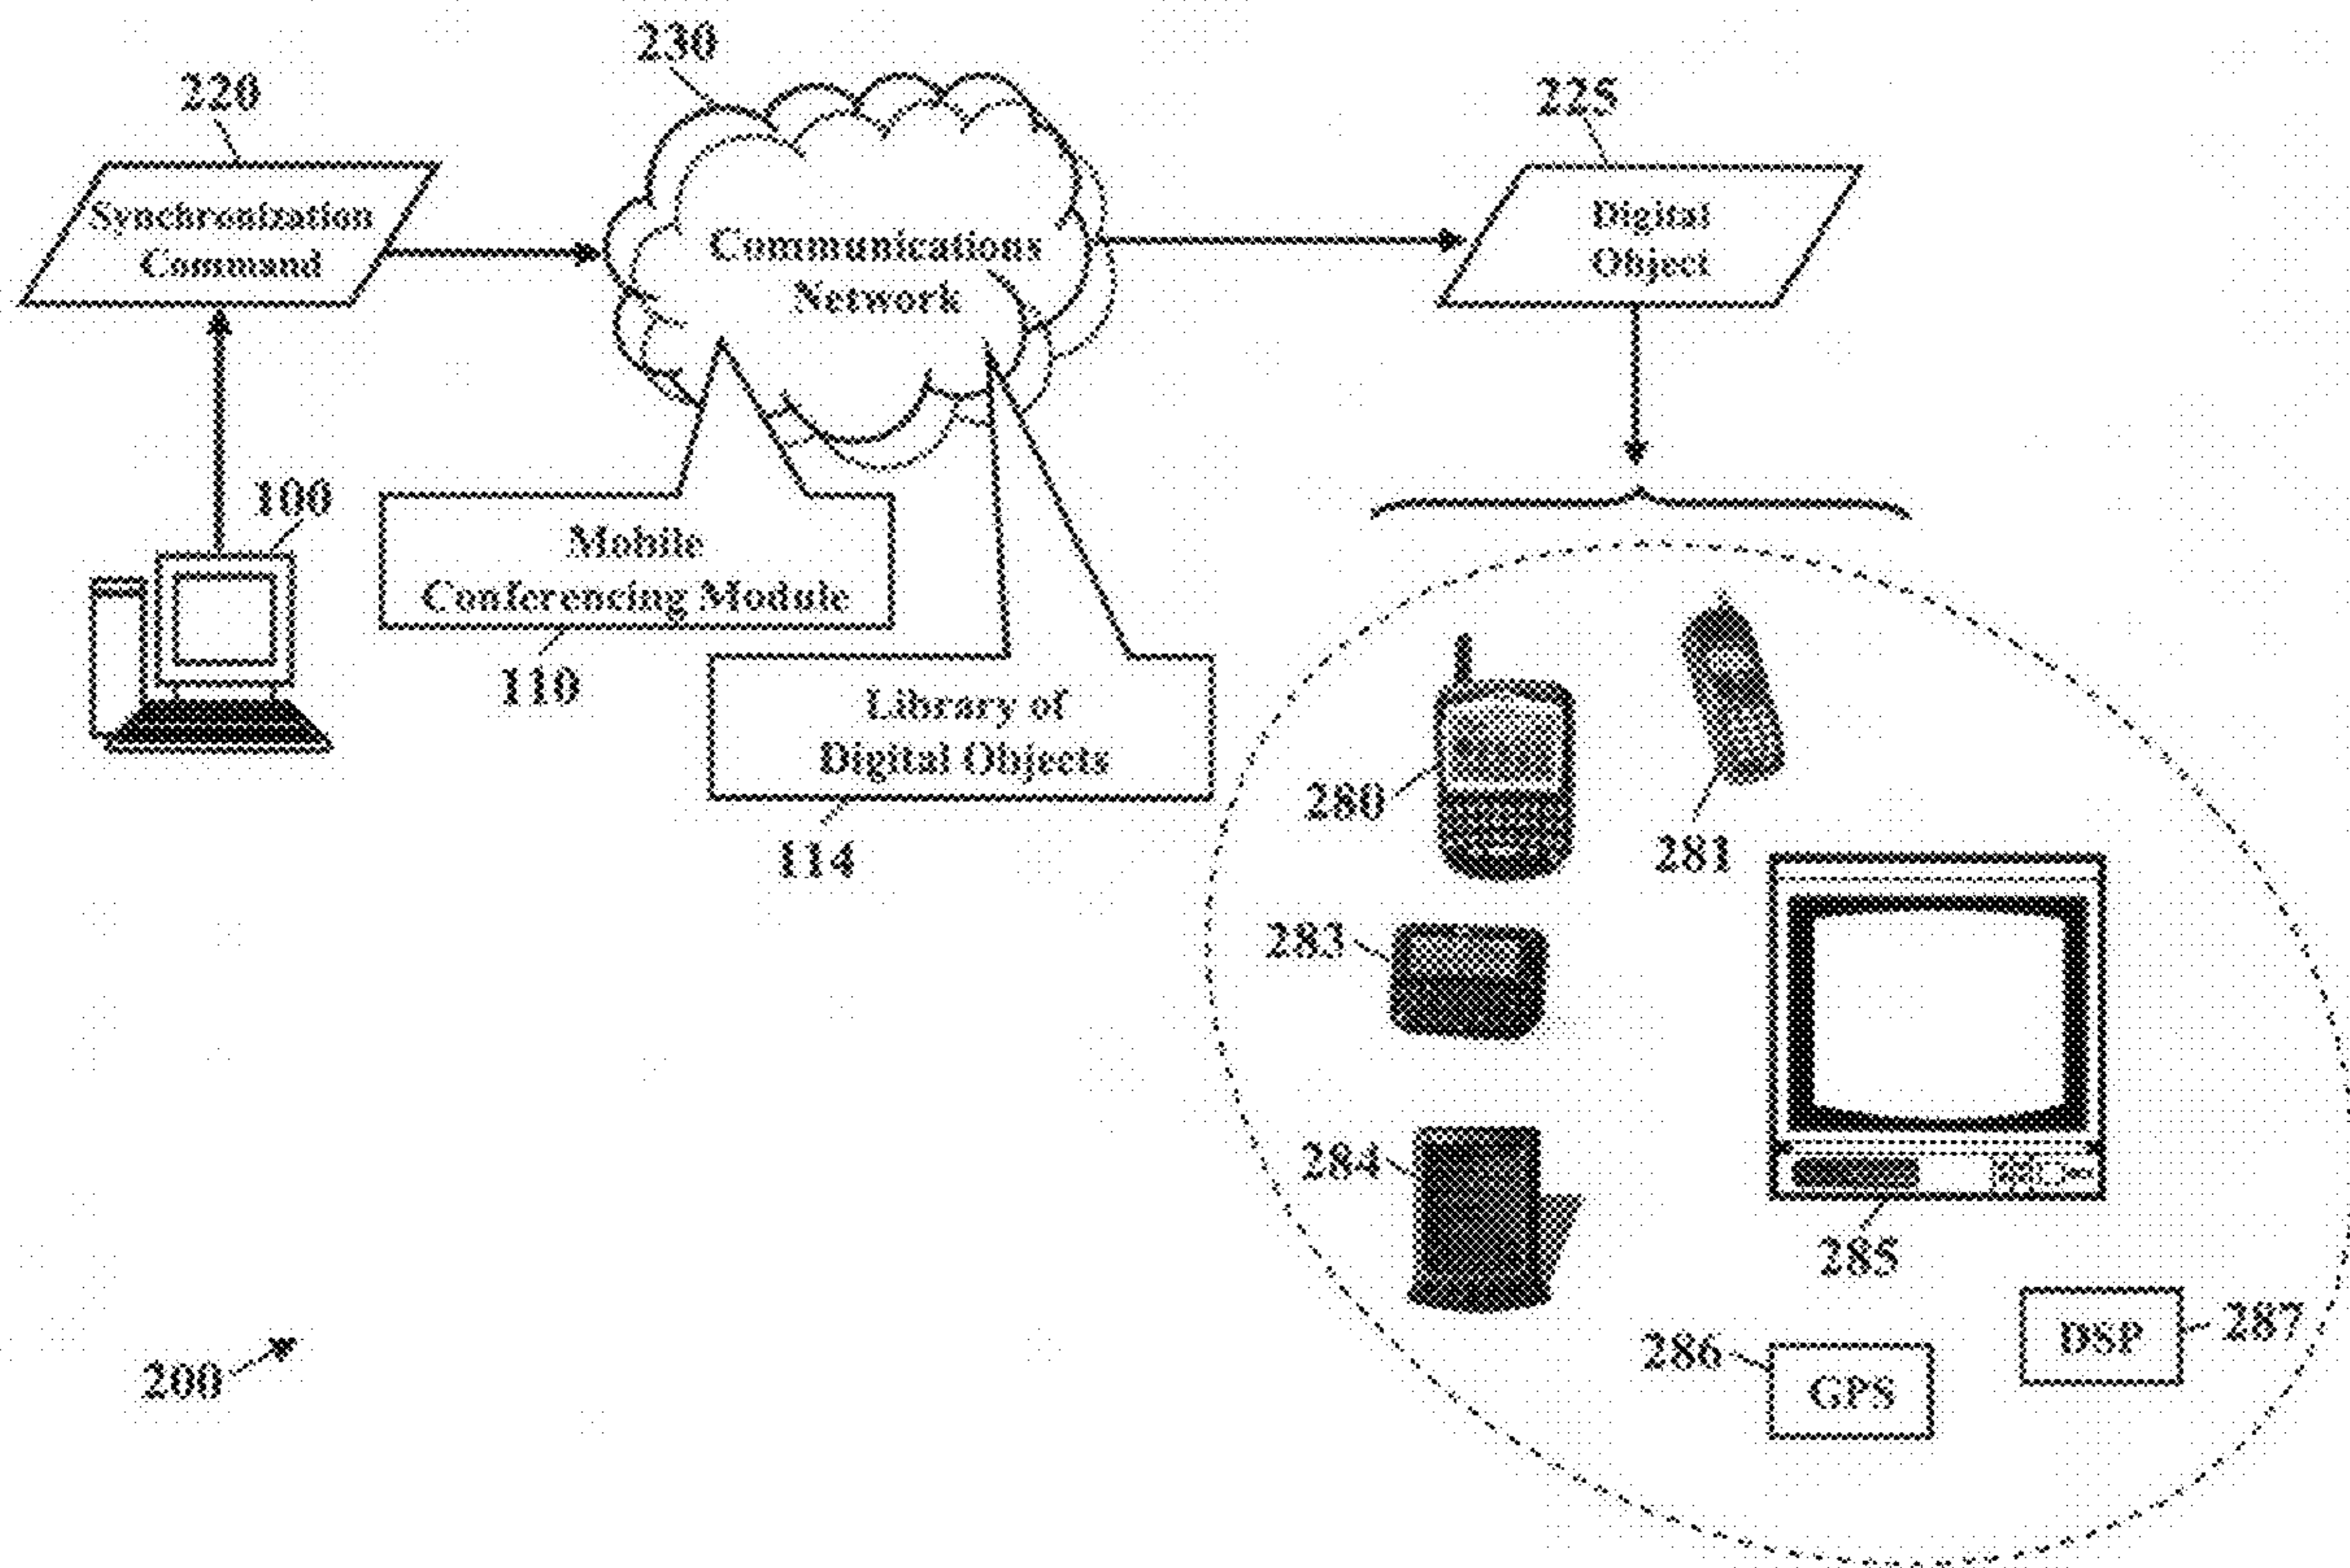 230
220
225
Synchronization
Command
Communications
Network
Digital
Object
100
Mobile
Conferencing Module
110
Library of
Digital Objects
114
280
281
283
284
285
286
GPS
DSP
287
200